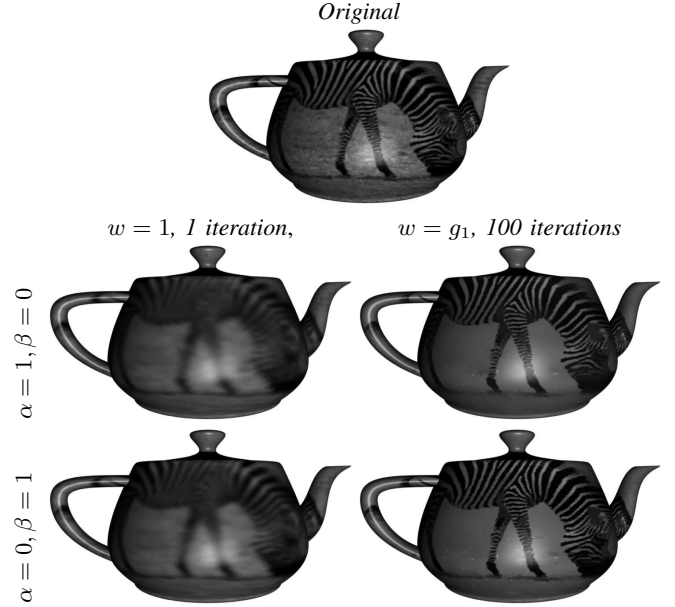 Original
w = 1, 1 iteration,
w = g₁, 100 iterations
α = 1, β = 0
α = 0, β = 1